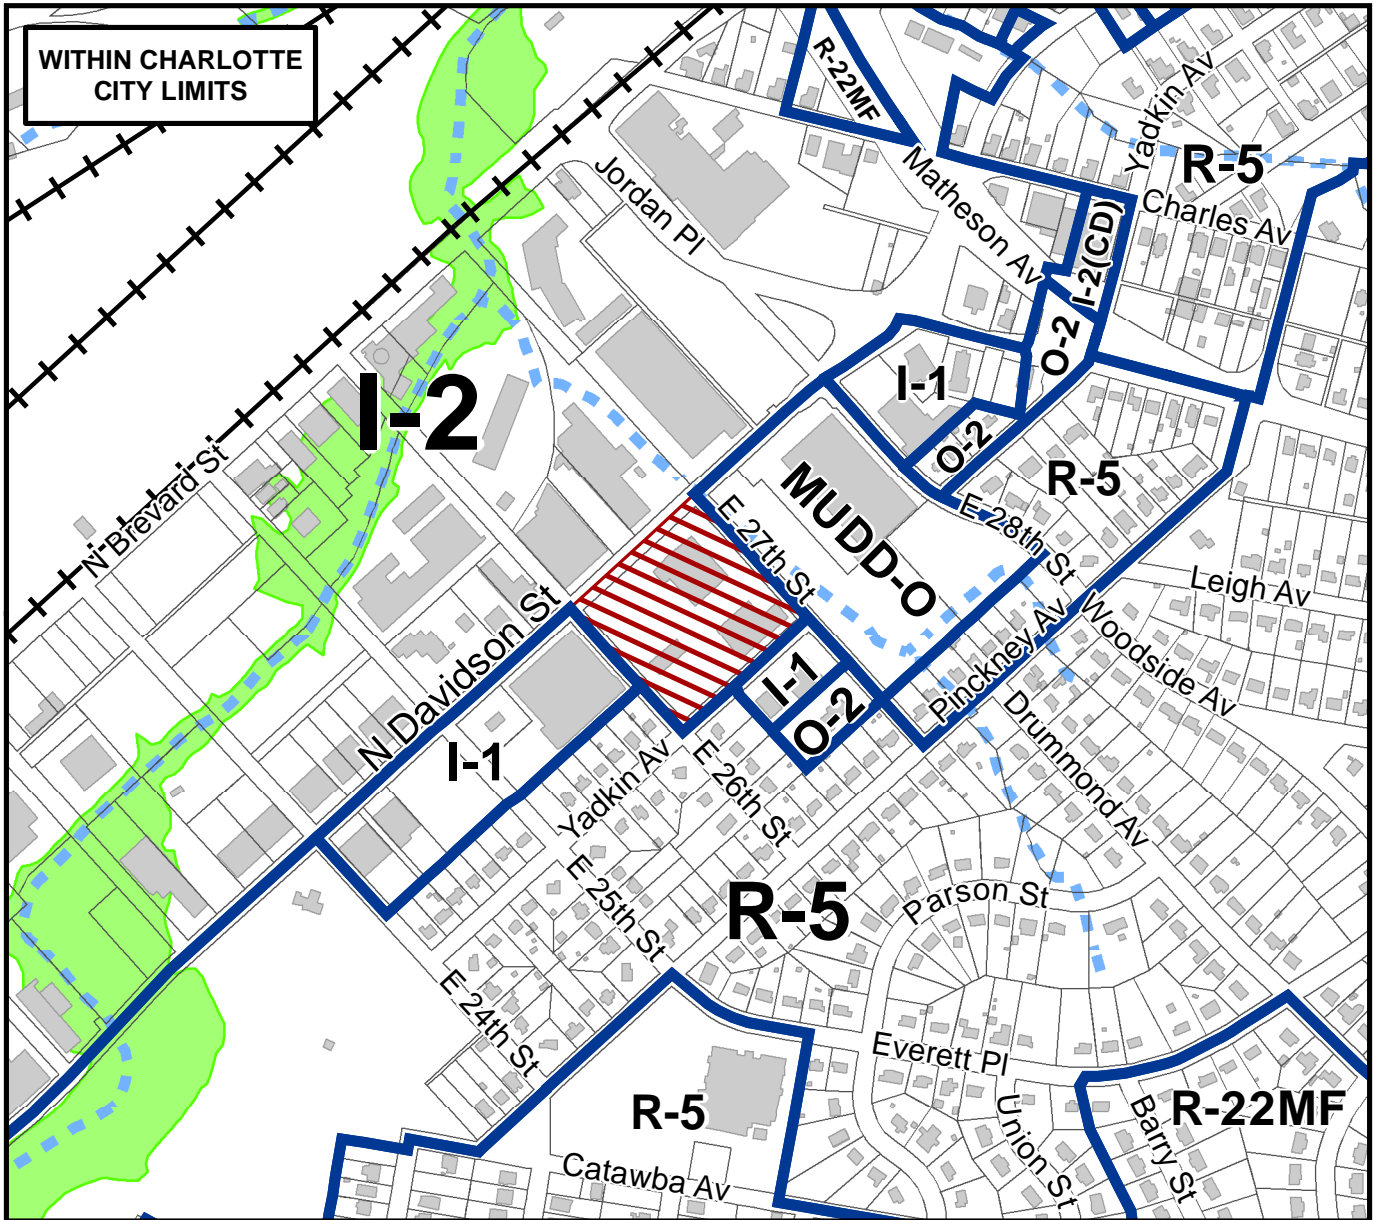 WITHIN CHARLOTTE
CITY LIMITS
R-22MF
Yadkin Av
R-5
Matheson Av
Charles Av
Jordan Pl
I-2(CD)
O-2
I-1
I-2
O-2
R-5
N Brevard St
MUDD-O
E 27th St
E 28th St
Leigh Av
N Davidson St
Pinckney Av
Woodside Av
I-1
O-2
Drummond Av
I-1
Yadkin Av
E 26th St
E 25th St
R-5
Parson St
E 24th St
Everett Pl
R-5
Union St
Barry St
R-22MF
Catawba Av